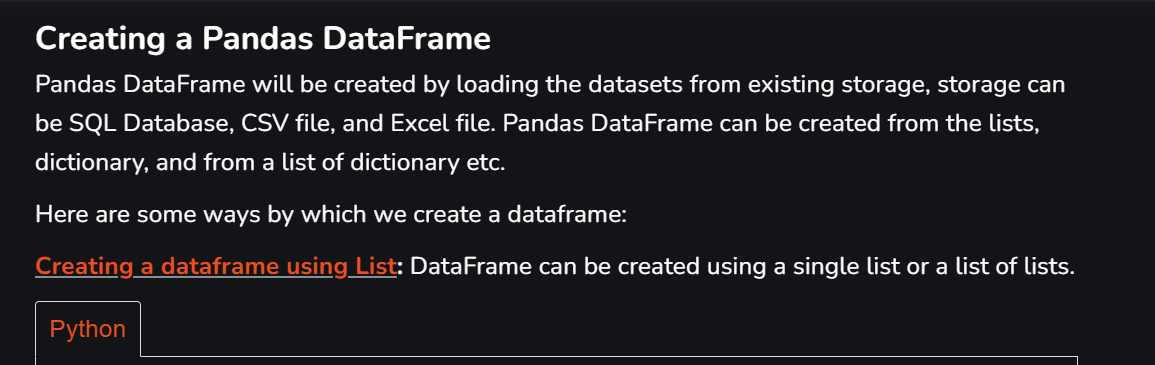 Creating a Pandas DataFrame
Pandas DataFrame will be created by loading the datasets from existing storage, storage can
be SQL Database, CSV file, and Excel file. Pandas DataFrame can be created from the lists,
dictionary, and from a list of dictionary etc.
Here are some ways by which we create a dataframe:
Creating a dataframe using List: DataFrame can be created using a single list or a list of lists.
Python